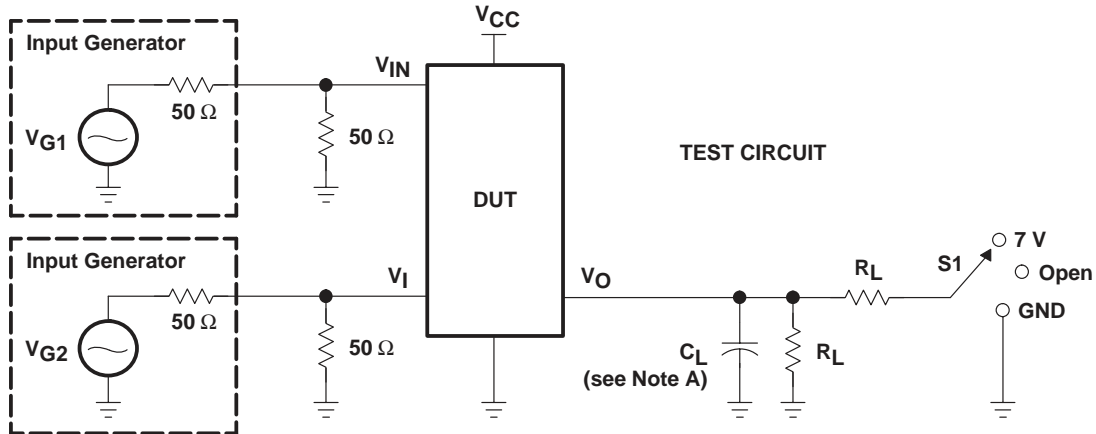 VCC
Input Generator
VIN
50 Ω
VG1
50 Ω
TEST CIRCUIT
DUT
Input Generator
VI
VO
50 Ω
VG2
50 Ω
CL
(see Note A)
RL
RL
S1
7 V
Open
GND